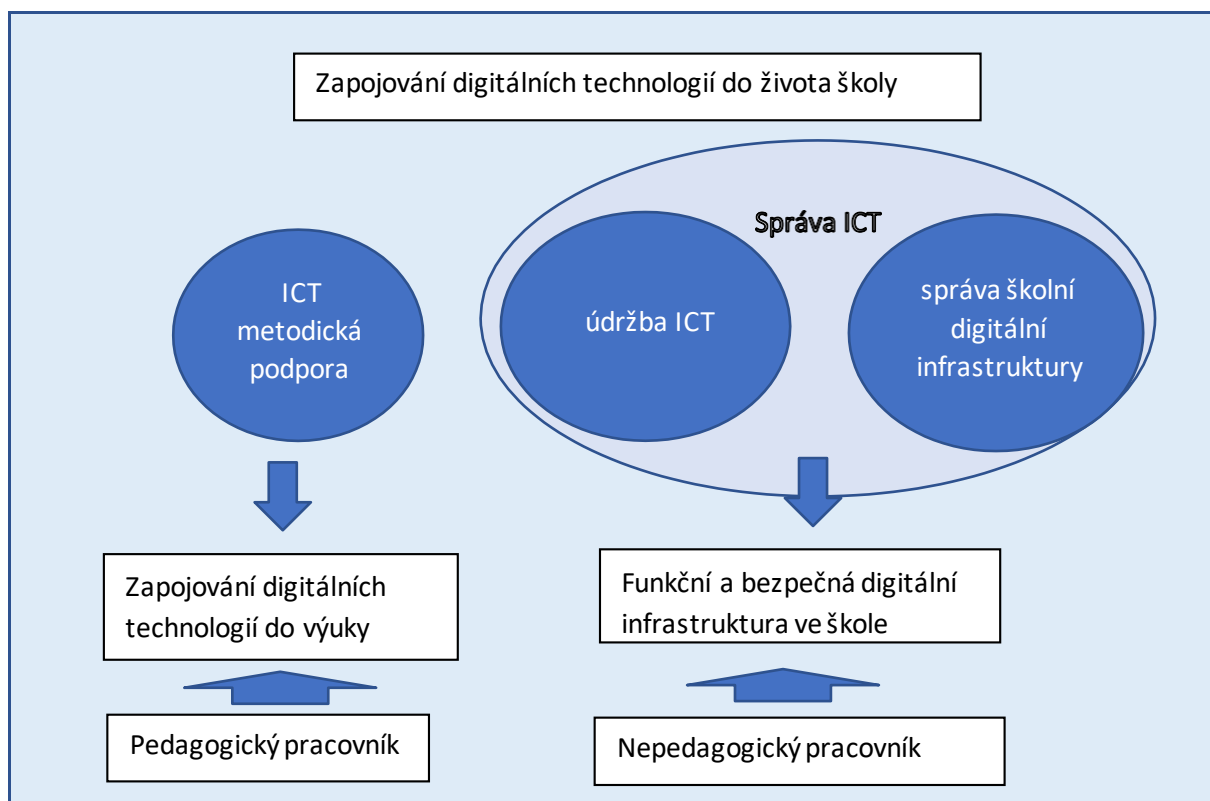 Zapojování digitálních technologií do života školy
Správa ICT
ICT
metodická
podpora
údržba ICT
správa školní
digitální
infrastruktury
Zapojování digitálních
technologií do výuky
Funkční a bezpečná digitální
infrastruktura ve škole
Pedagogický pracovník
Nepedagogický pracovník